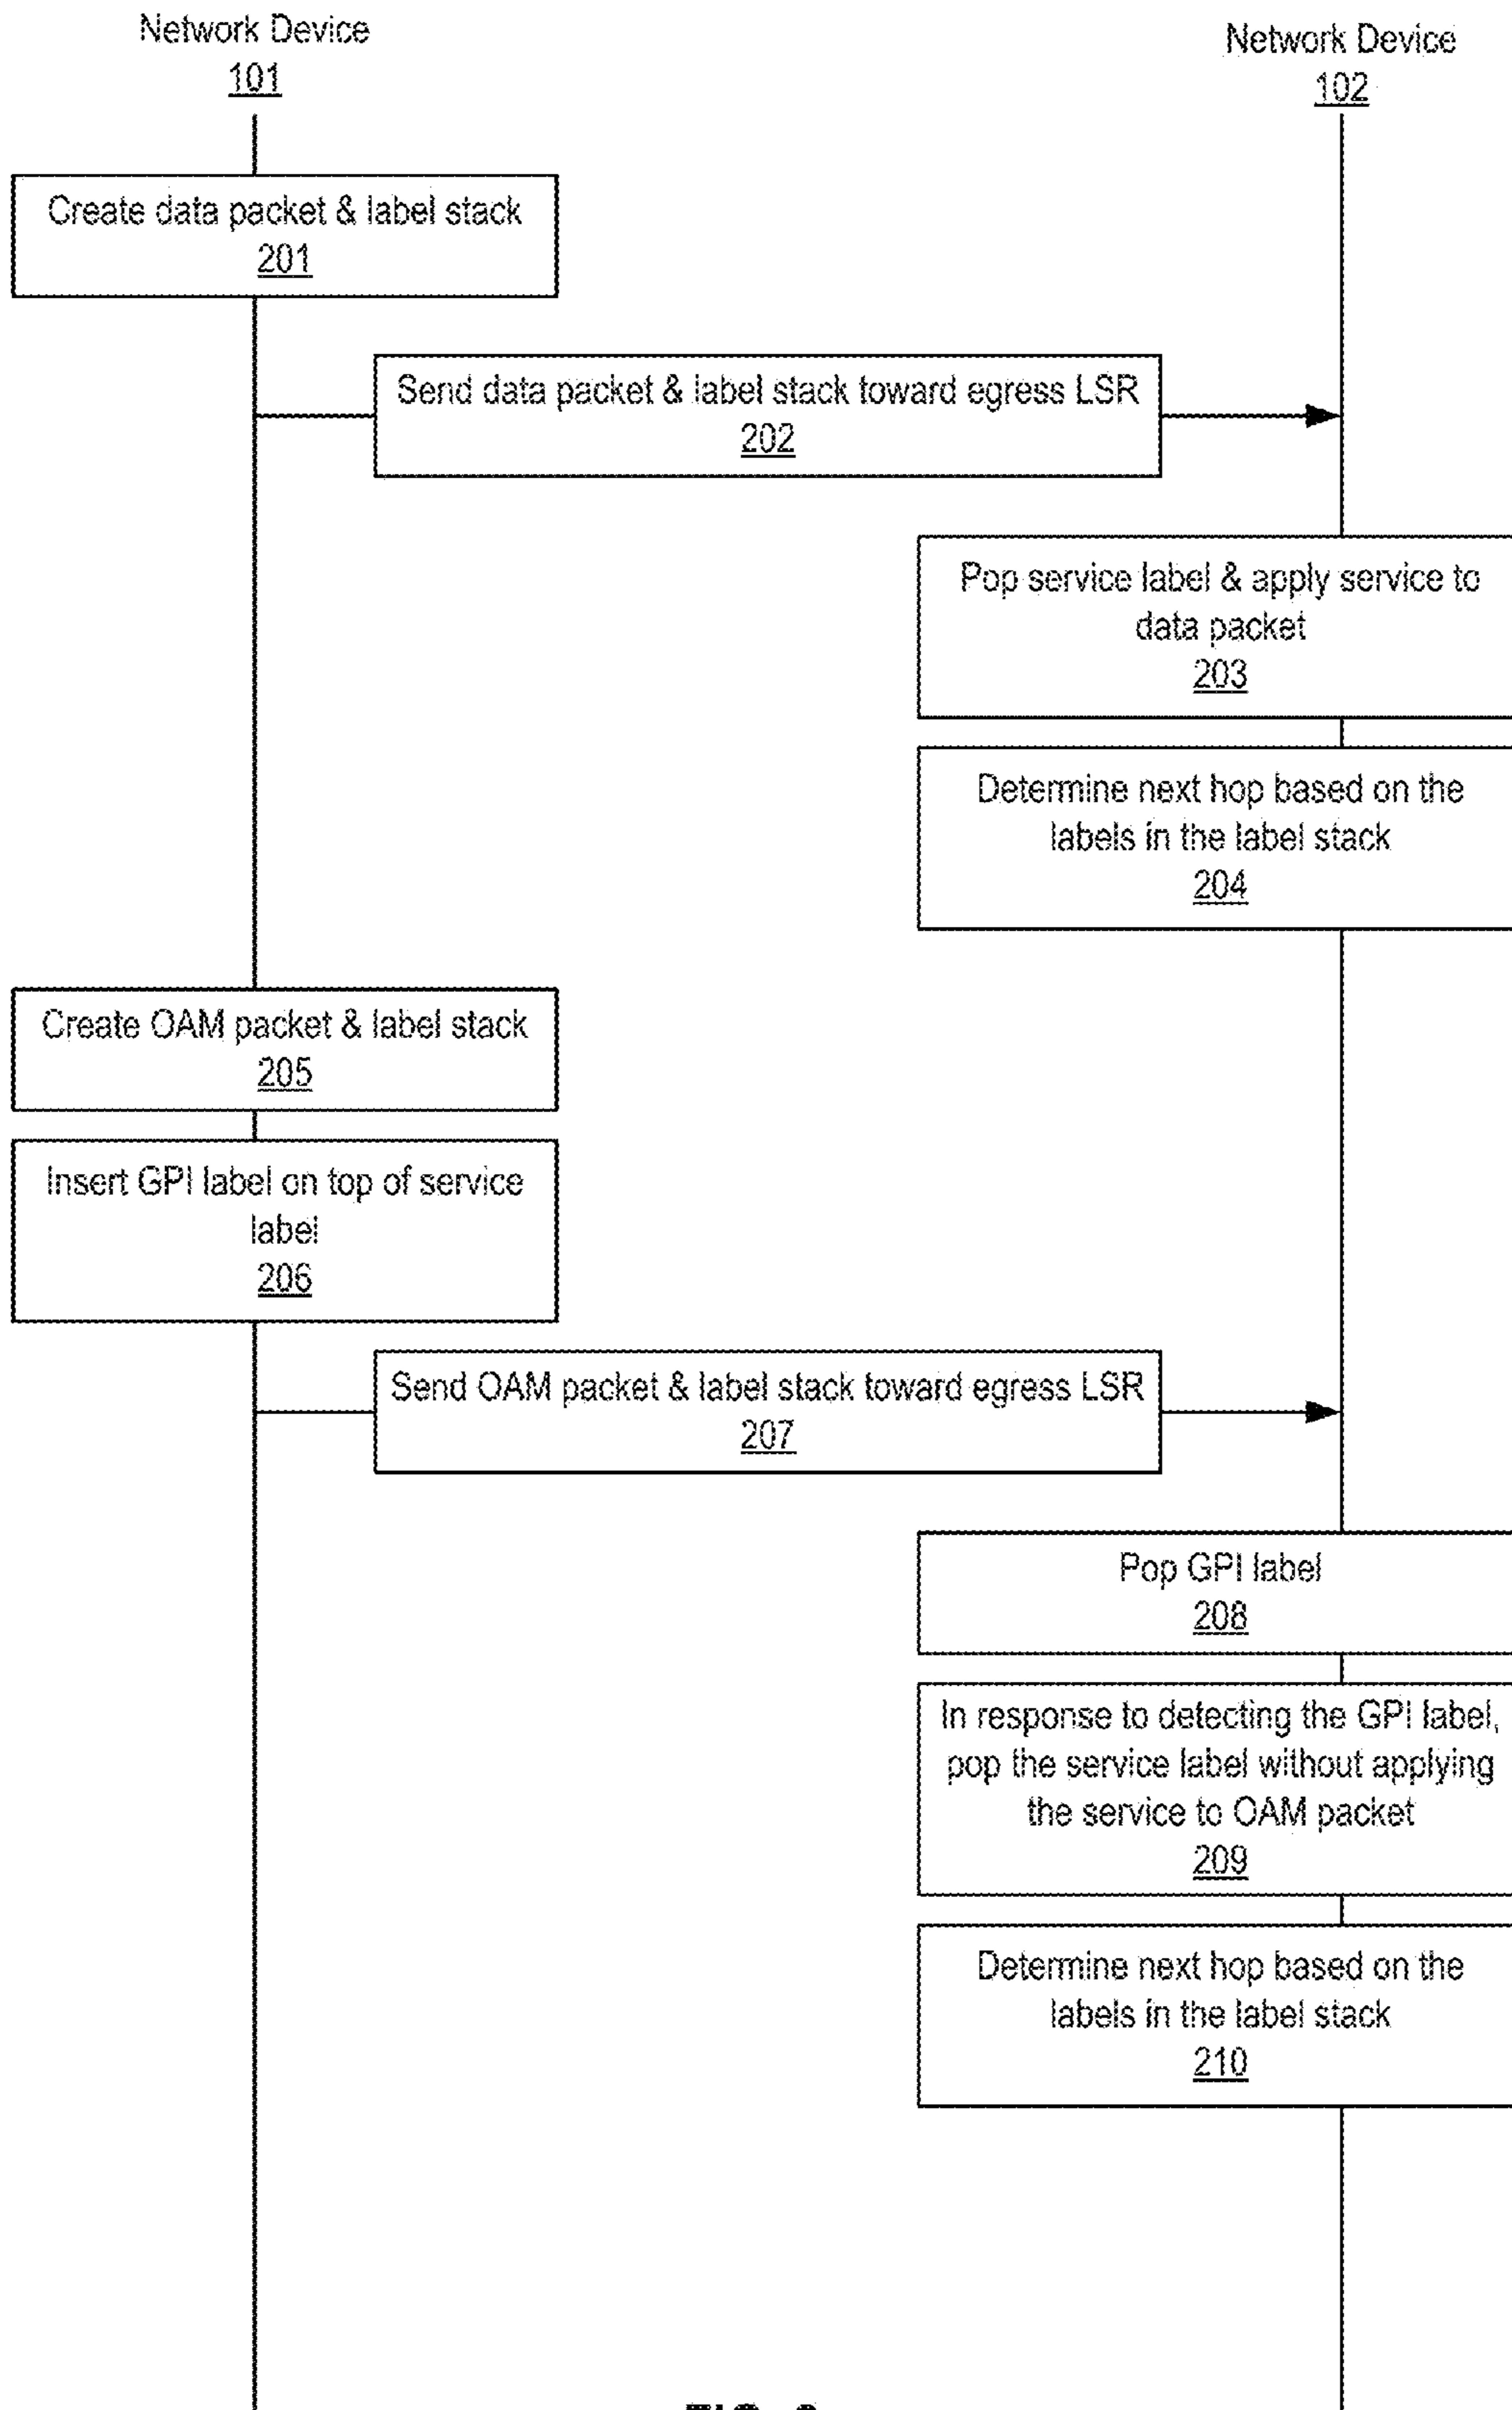 Network Device
101
Network Device
102
Create data packet & label stack
201
Send data packet & label stack toward egress LSR
202
Pop service label & apply service to
data packet
203
Determine next hop based on the
labels in the label stack
204
Create OAM packet & label stack
205
Insert GPI label on top of service
label
206
Send OAM packet & label stack toward egress LSR
207
Pop GPI label
208
In response to detecting the GPI label,
pop the service label without applying
the service to OAM packet
209
Determine next hop based on the
labels in the label stack
210